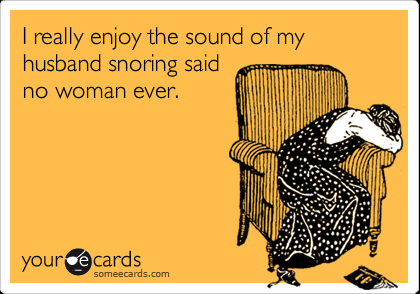 I really enjoy the sound of my
husband snoring said
no woman ever.
your e cards
someecards.com